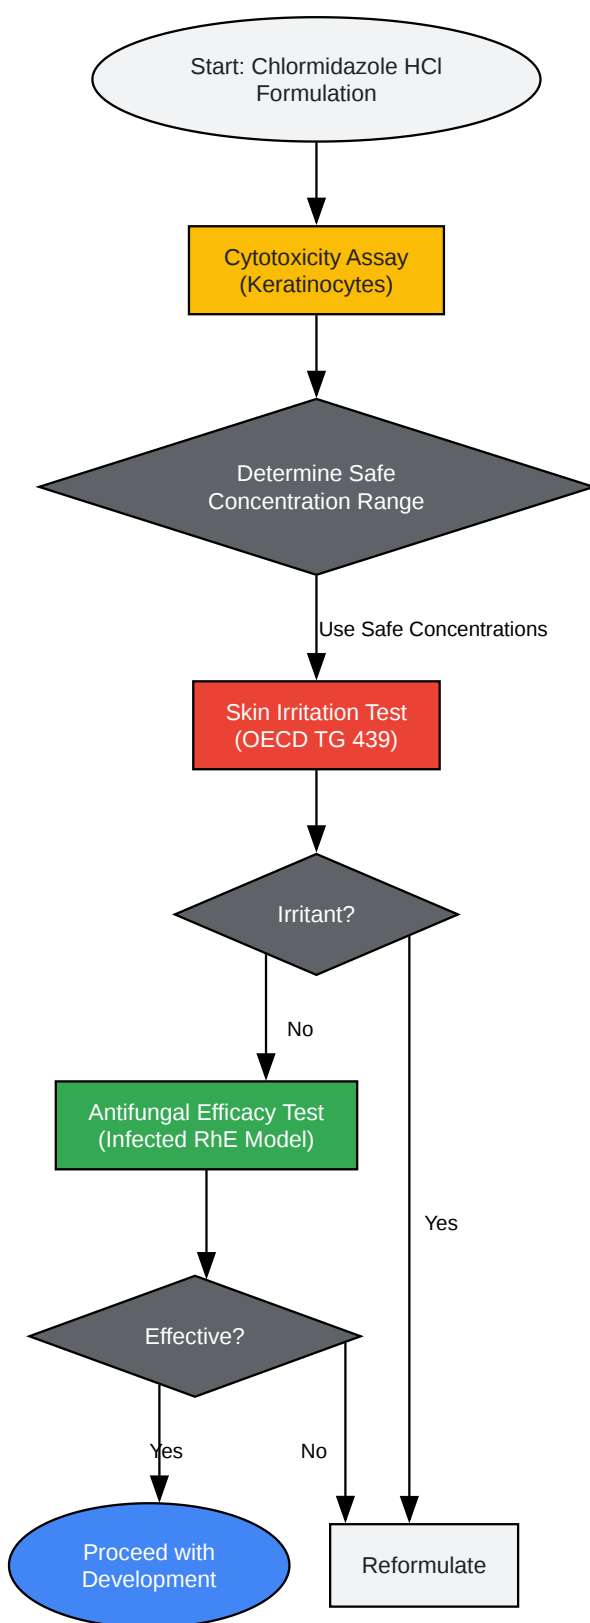 Start: Chlormidazole HCl
Formulation
Cytotoxicity Assay
(Keratinocytes)
Determine Safe
Concentration Range
Use Safe Concentrations
Skin Irritation Test
(OECD TG 439)
Irritant?
No
Antifungal Efficacy Test
(Infected RhE Model)
Yes
Effective?
Yes
No
Proceed with
Development
Reformulate